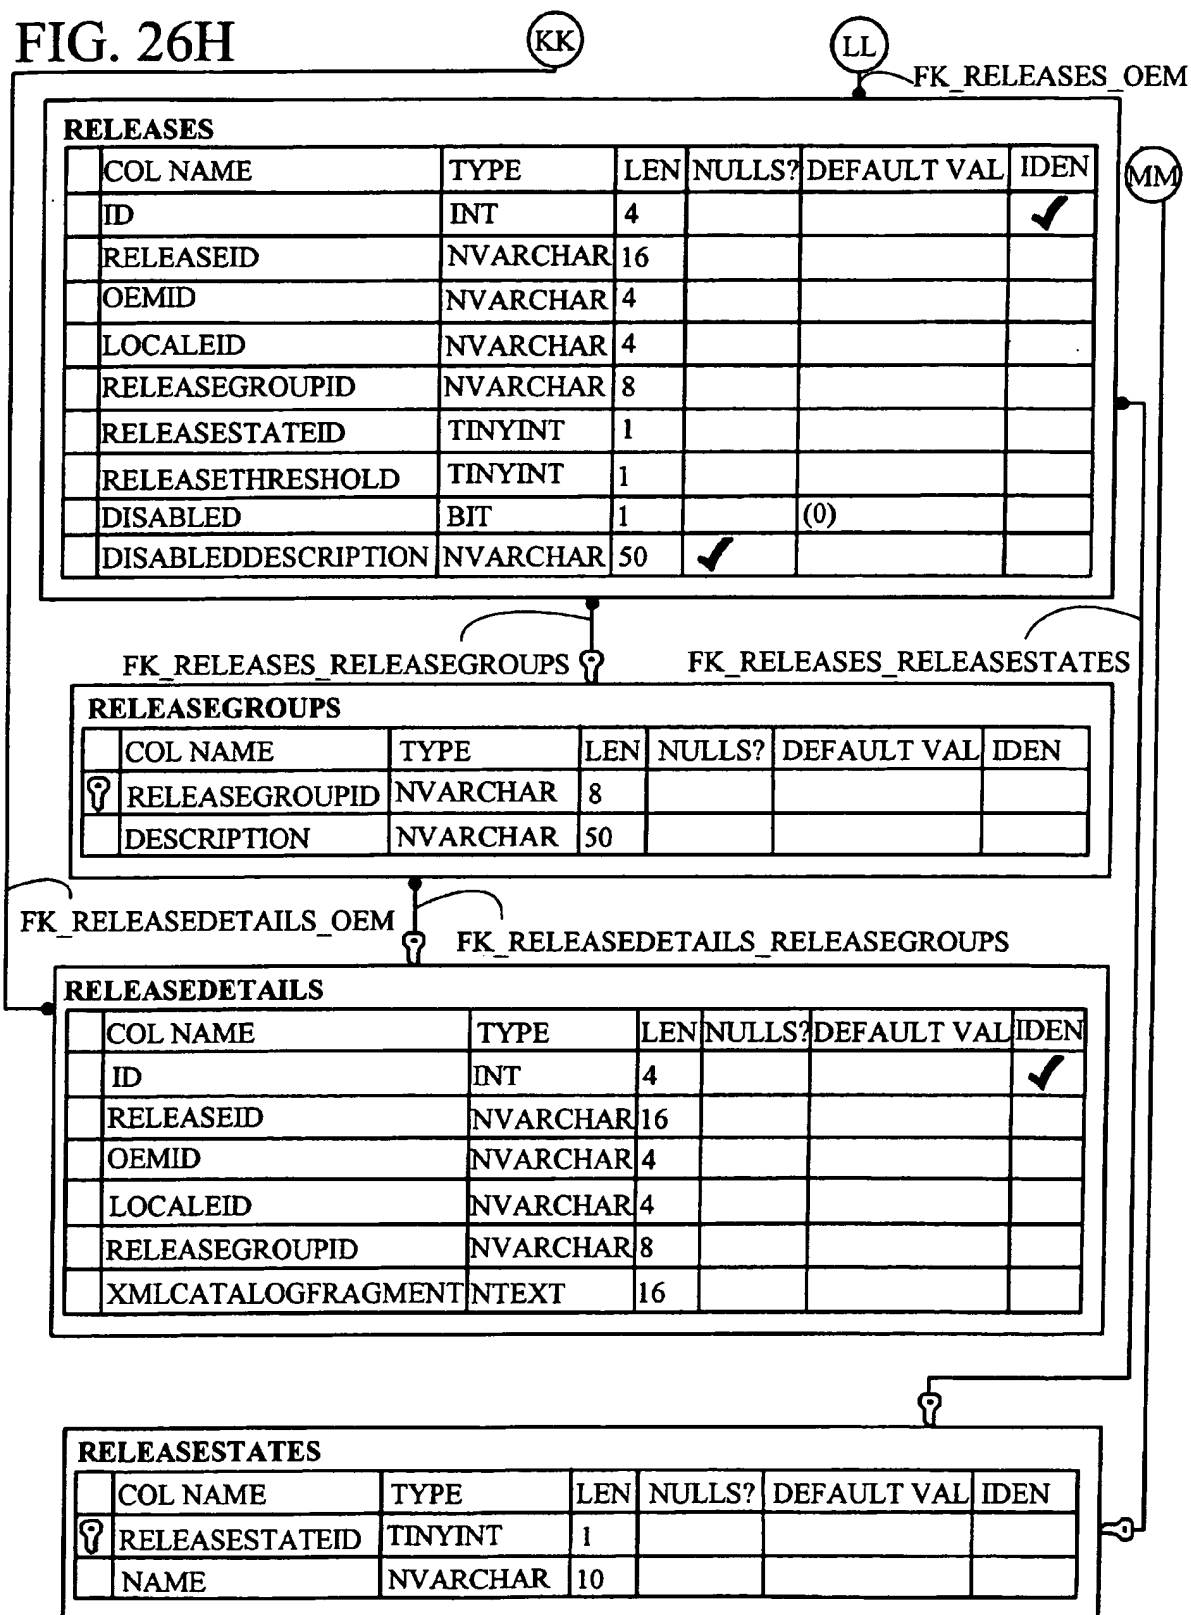 FIG. 26H
KK
LL
FK_RELEASES_OEM
RELEASES
COL NAME TYPE LEN NULLS? DEFAULT VAL IDEN
MM
ID INT 4
RELEASEID NVARCHAR 16
OEMID NVARCHAR 4
LOCALEID NVARCHAR 4
RELEASEGROUPID NVARCHAR 8
RELEASESTATEID TINYINT 1
RELEASETHRESHOLD TINYINT 1
DISABLED BIT 1 (0)
DISABLEDDESCRIPTION NVARCHAR 50
FK_RELEASES_RELEASEGROUPS FK_RELEASES_RELEASESTATES
RELEASEGROUPS
COL NAME TYPE LEN NULLS? DEFAULT VAL IDEN
RELEASEGROUPID NVARCHAR 8
DESCRIPTION NVARCHAR 50
FK_RELEASEDETAILS_OEM
FK_RELEASEDETAILS_RELEASEGROUPS
RELEASEDETAILS
COL NAME TYPE LEN NULLS? DEFAULT VAL IDEN
ID INT 4
RELEASEID NVARCHAR 16
OEMID NVARCHAR 4
LOCALEID NVARCHAR 4
RELEASEGROUPID NVARCHAR 8
XMLCATALOGFRAGMENT NTEXT 16
RELEASESTATES
COL NAME TYPE LEN NULLS? DEFAULT VAL IDEN
RELEASESTATEID TINYINT 1
NAME NVARCHAR 10